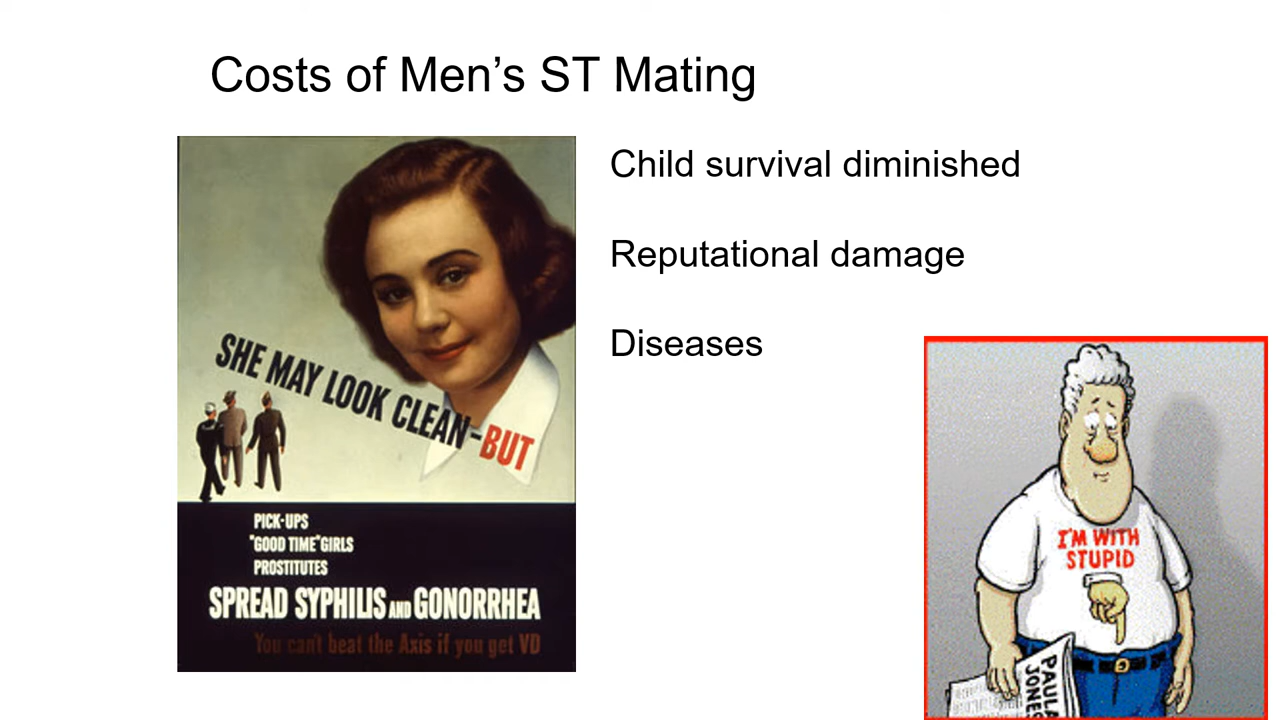 Costs of Men’s ST Mating
SHE MAY LOOK CLEAN-BUT
PICK-UPS
"GOOD TIME" GIRLS
PROSTITUTES
SPREAD SYPHILIS AND GONORRHEA
You can't beat the Axis if you get VD
Child survival diminished
Reputational damage
Diseases
I'M WITH
STUPID
PAULA
JONES